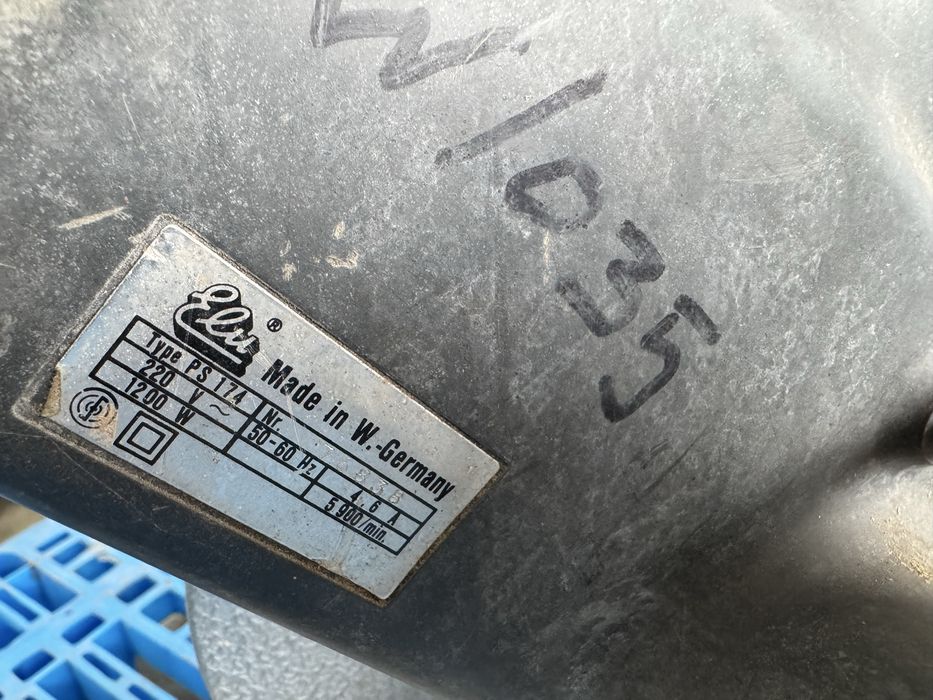 W/035
Elu ®
Made in W.-Germany
Type PS 174 Nr.
220 V ~ 50-60 Hz 4,6 A
1200 W 5 900/min.